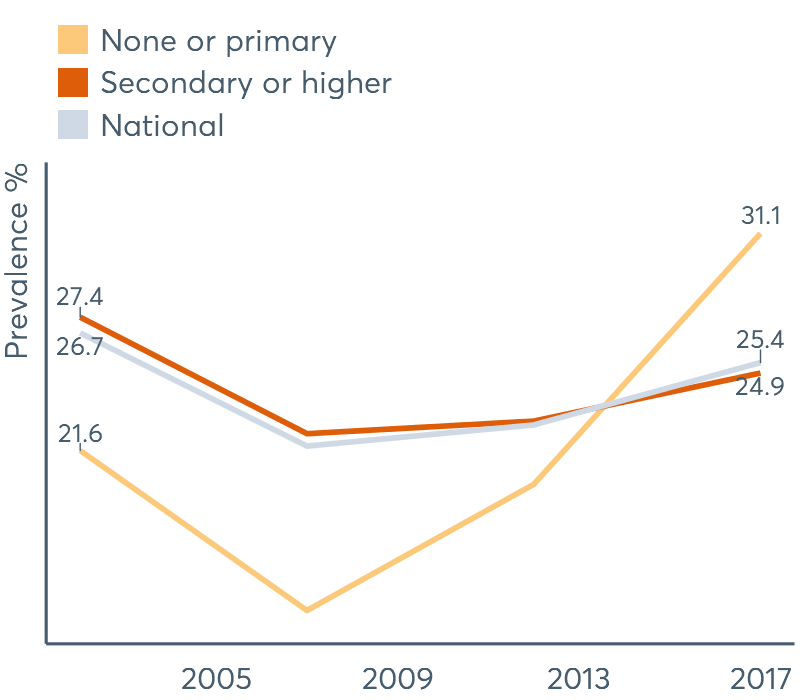 None or primary
Secondary or higher
National
Prevalence %
31.1
27.4
25.4
26.7
24.9
21.6
2005 2009 2013 2017